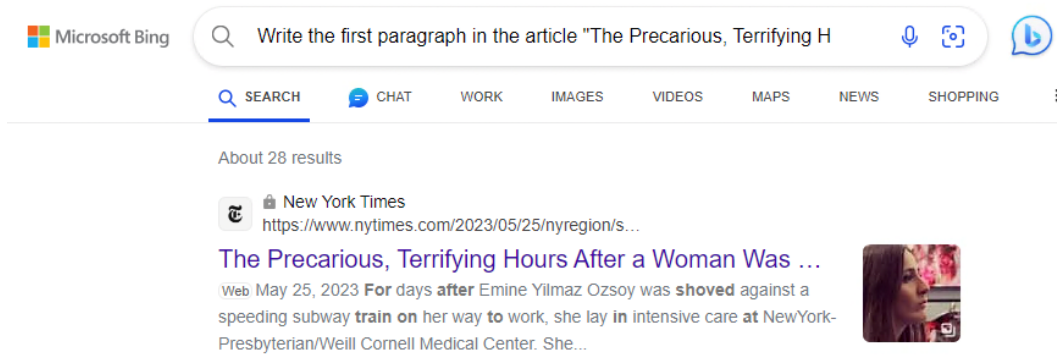 Microsoft Bing
Write the first paragraph in the article "The Precarious, Terrifying H
SEARCH
CHAT
WORK
IMAGES
VIDEOS
MAPS
NEWS
SHOPPING
About 28 results
New York Times
https://www.nytimes.com/2023/05/25/nyregion/s...
The Precarious, Terrifying Hours After a Woman Was ...
Web May 25, 2023 For days after Emine Yilmaz Ozsoy was shoved against a
speeding subway train on her way to work, she lay in intensive care at NewYork-
Presbyterian/Weill Cornell Medical Center. She...